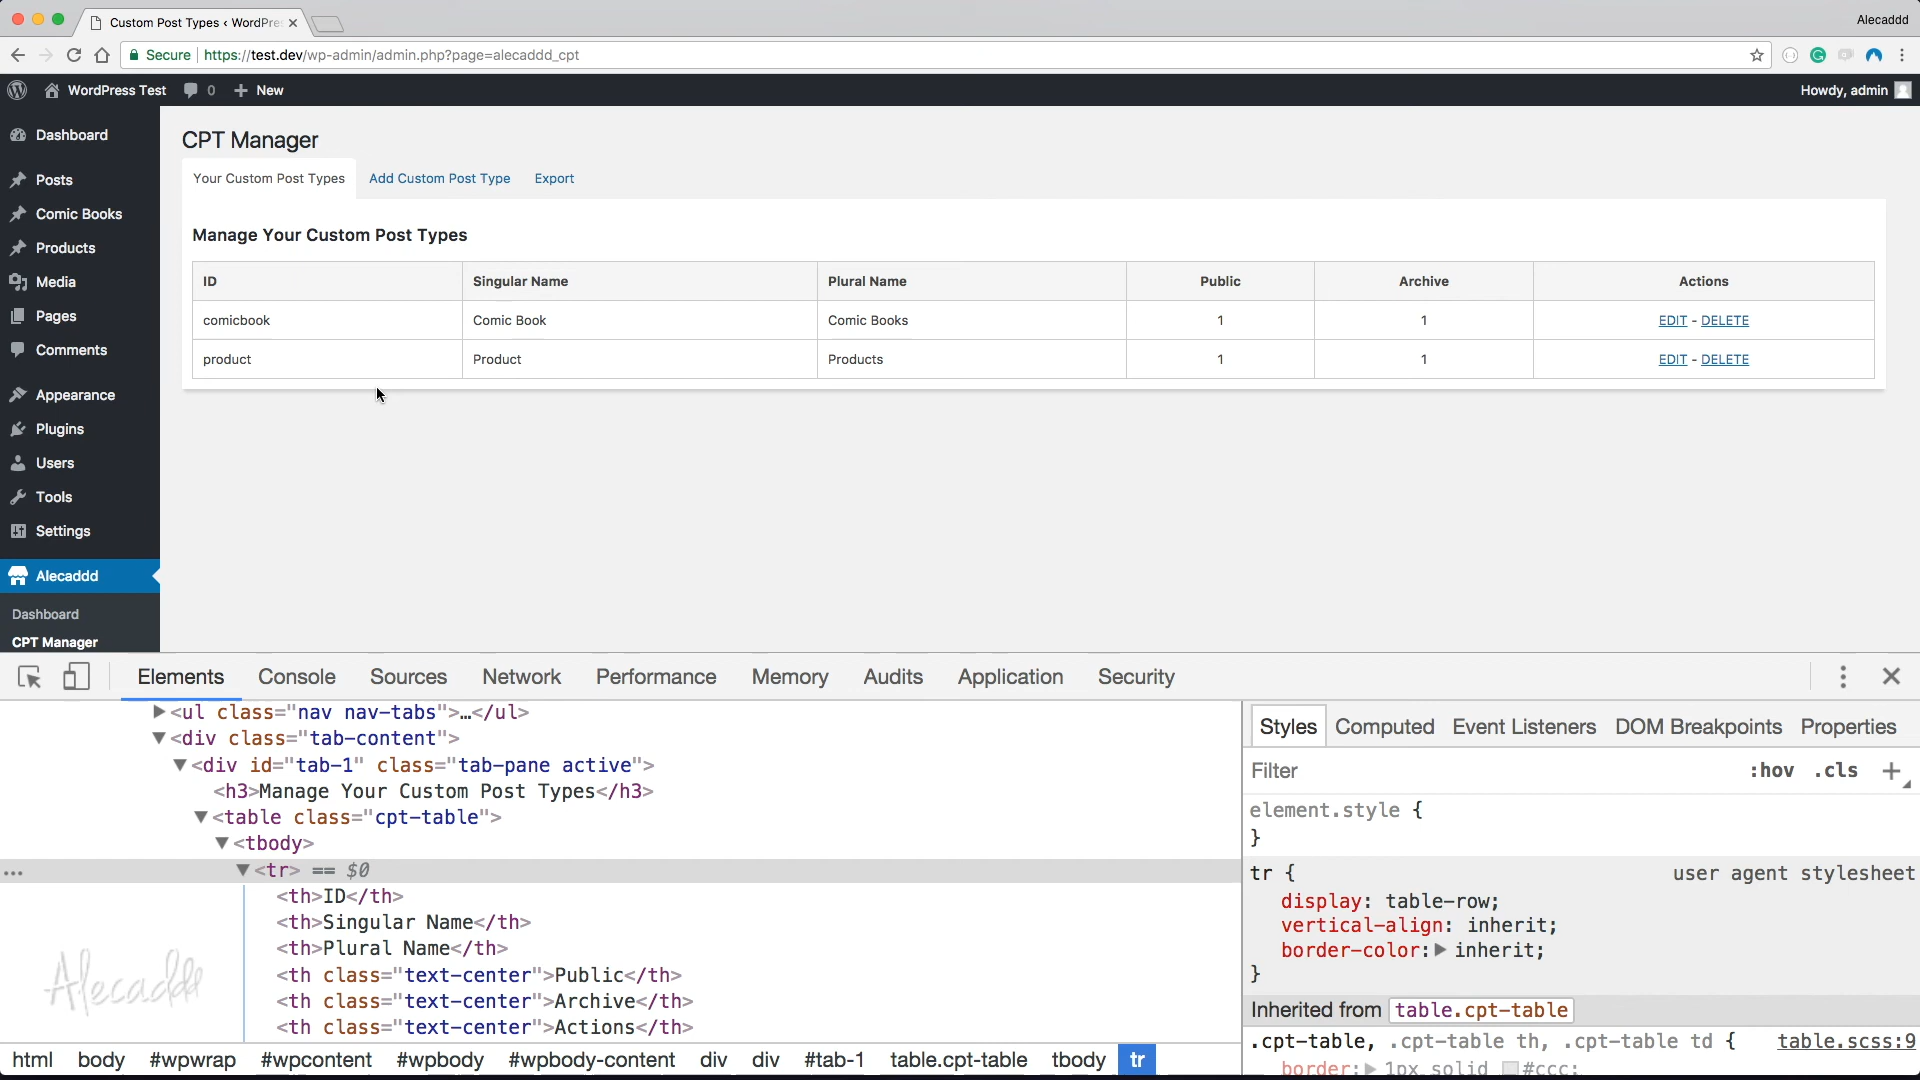 Custom Post Types ‹ WordPre
Alecaddd
Secure
https://test.dev/wp-admin/admin.php?page=alecaddd_cpt
WordPress Test
0
New
Howdy, admin
Dashboard
Posts
Comic Books
Products
Media
Pages
Comments
Appearance
Plugins
Users
Tools
Settings
Alecaddd
Dashboard
CPT Manager
CPT Manager
Your Custom Post Types
Add Custom Post Type
Export
Manage Your Custom Post Types
ID Singular Name Plural Name Public Archive Actions
comicbook Comic Book Comic Books 1 1 EDIT - DELETE
product Product Products 1 1 EDIT - DELETE
Elements Console Sources Network Performance Memory Audits Application Security
<ul class="nav nav-tabs">…</ul>
<div class="tab-content">
<div id="tab-1" class="tab-pane active">
<h3>Manage Your Custom Post Types</h3>
<table class="cpt-table">
<tbody>
… <tr> == $0
<th>ID</th>
<th>Singular Name</th>
<th>Plural Name</th>
<th class="text-center">Public</th>
<th class="text-center">Archive</th>
<th class="text-center">Actions</th>
Alecaddd
html body #wpwrap #wpcontent #wpbody #wpbody-content div div #tab-1 table.cpt-table tbody tr
Styles Computed Event Listeners DOM Breakpoints Properties
Filter :hov .cls +
element.style {
}
tr { user agent stylesheet
display: table-row;
vertical-align: inherit;
border-color: inherit;
}
Inherited from table.cpt-table
.cpt-table, .cpt-table th, .cpt-table td { table.scss:9
border: 1px solid #ccc;